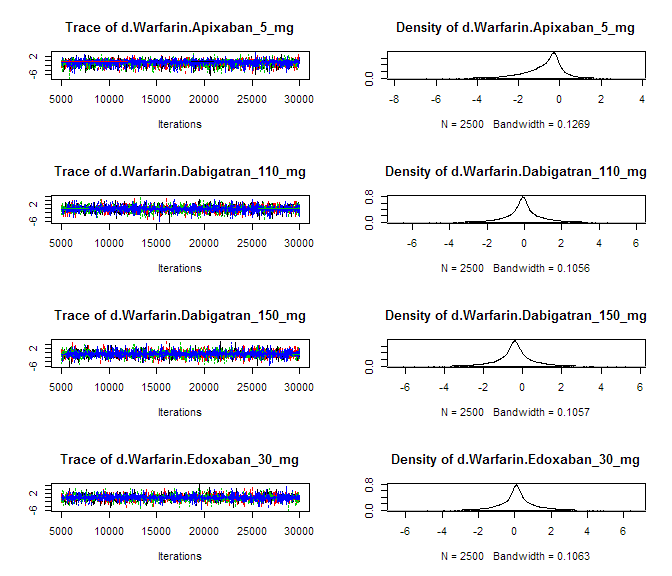 Trace of d.Warfarin.Apixaban_5_mg
2
-6
5000 10000 15000 20000 25000 30000
Iterations
Density of d.Warfarin.Apixaban_5_mg
0.0
-8 -6 -4 -2 0 2 4
N = 2500 Bandwidth = 0.1269
Trace of d.Warfarin.Dabigatran_110_mg
2
-6
5000 10000 15000 20000 25000 30000
Iterations
Density of d.Warfarin.Dabigatran_110_mg
0.8
0.0
-6 -4 -2 0 2 4 6
N = 2500 Bandwidth = 0.1056
Trace of d.Warfarin.Dabigatran_150_mg
2
-6
5000 10000 15000 20000 25000 30000
Iterations
Density of d.Warfarin.Dabigatran_150_mg
0.0
-6 -4 -2 0 2 4 6
N = 2500 Bandwidth = 0.1057
Trace of d.Warfarin.Edoxaban_30_mg
2
-6
5000 10000 15000 20000 25000 30000
Iterations
Density of d.Warfarin.Edoxaban_30_mg
0.8
0.0
-6 -4 -2 0 2 4 6
N = 2500 Bandwidth = 0.1063